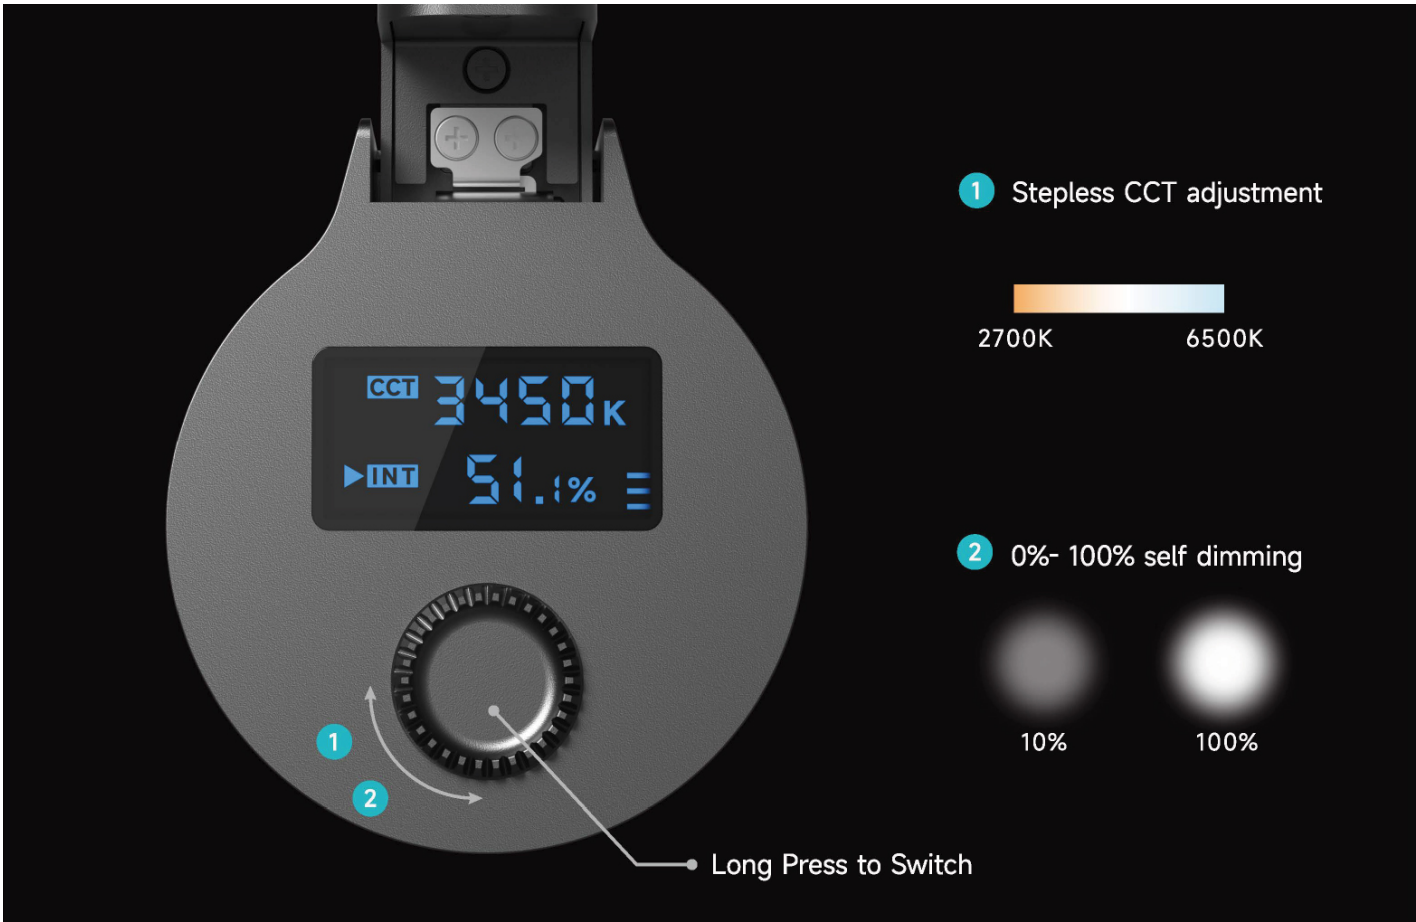 CCT 3450K
INT 51.1%
1
2
Long Press to Switch
1 Stepless CCT adjustment
2700K 6500K
2 0%- 100% self dimming
10% 100%